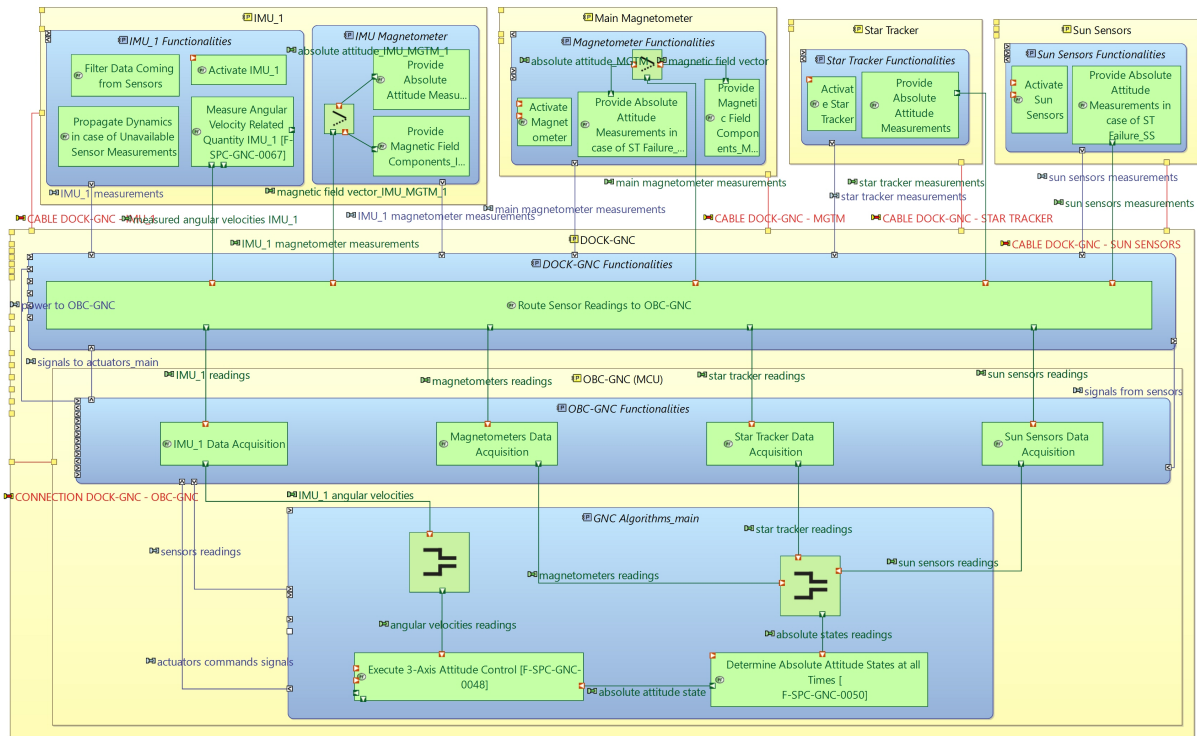 IMU_1
IMU_1 Functionalities
Filter Data Coming
from Sensors
Activate IMU_1
Propagate Dynamics
in case of Unavailable
Sensor Measurements
Measure Angular
Velocity Related
Quantity IMU_1 [F-
SPC-GNC-0067]
IMU Magnetometer
absolute attitude_IMU_MGTM_1
Provide
Absolute
Attitude Measu...
Provide
Magnetic Field
Components_I...
magnetic field vector_IMU_MGTM_1
Main Magnetometer
Magnetometer Functionalities
absolute attitude_MGTM
magnetic field vector
Activate
Magnet
ometer
Provide Absolute
Attitude
Measurements in
case of ST Failure_...
Provide
Magneti
c Field
Compon
ents_M...
Star Tracker
Star Tracker Functionalities
Activat
e Star
Tracker
Provide
Absolute
Attitude
Measurements
Sun Sensors
Sun Sensors Functionalities
Activate
Sun
Sensors
Provide Absolute
Attitude
Measurements in
case of ST
Failure_SS
IMU_1 measurements
main magnetometer measurements
star tracker measurements
sun sensors measurements
star tracker measurements
sun sensors measurements
main magnetometer measurements
IMU_1 magnetometer measurements
CABLE DOCK-GNC - IMU_1
measured angular velocities IMU_1
CABLE DOCK-GNC - MGTM
CABLE DOCK-GNC - STAR TRACKER
IMU_1 magnetometer measurements
DOCK-GNC
CABLE DOCK-GNC - SUN SENSORS
DOCK-GNC Functionalities
power to OBC-GNC
Route Sensor Readings to OBC-GNC
signals to actuators_main
IMU_1 readings
magnetometers readings
OBC-GNC (MCU)
star tracker readings
sun sensors readings
signals from sensors
OBC-GNC Functionalities
IMU_1 Data Acquisition
Magnetometers Data
Acquisition
Star Tracker Data
Acquisition
Sun Sensors Data
Acquisition
CONNECTION DOCK-GNC - OBC-GNC
IMU_1 angular velocities
GNC Algorithms_main
star tracker readings
sensors readings
magnetometers readings
sun sensors readings
angular velocities readings
absolute states readings
actuators commands signals
Execute 3-Axis Attitude Control [F-SPC-GNC-
0048]
absolute attitude state
Determine Absolute Attitude States at all
Times [
F-SPC-GNC-0050]